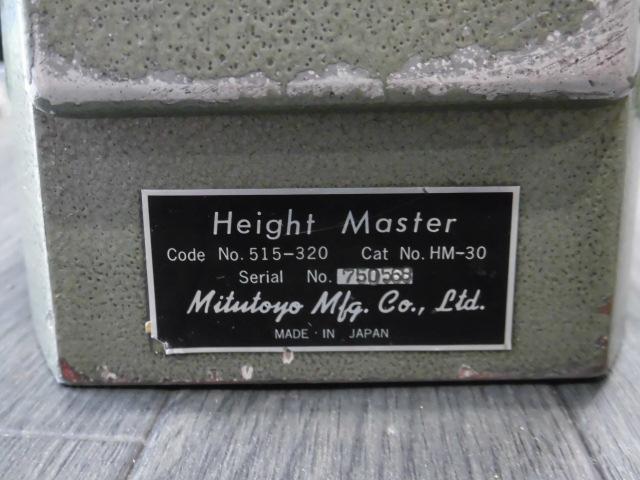 Height Master
Code No. 515-320 Cat No. HM-30
Serial No. 750568
Mitutoyo Mfg. Co., Ltd.
MADE IN JAPAN